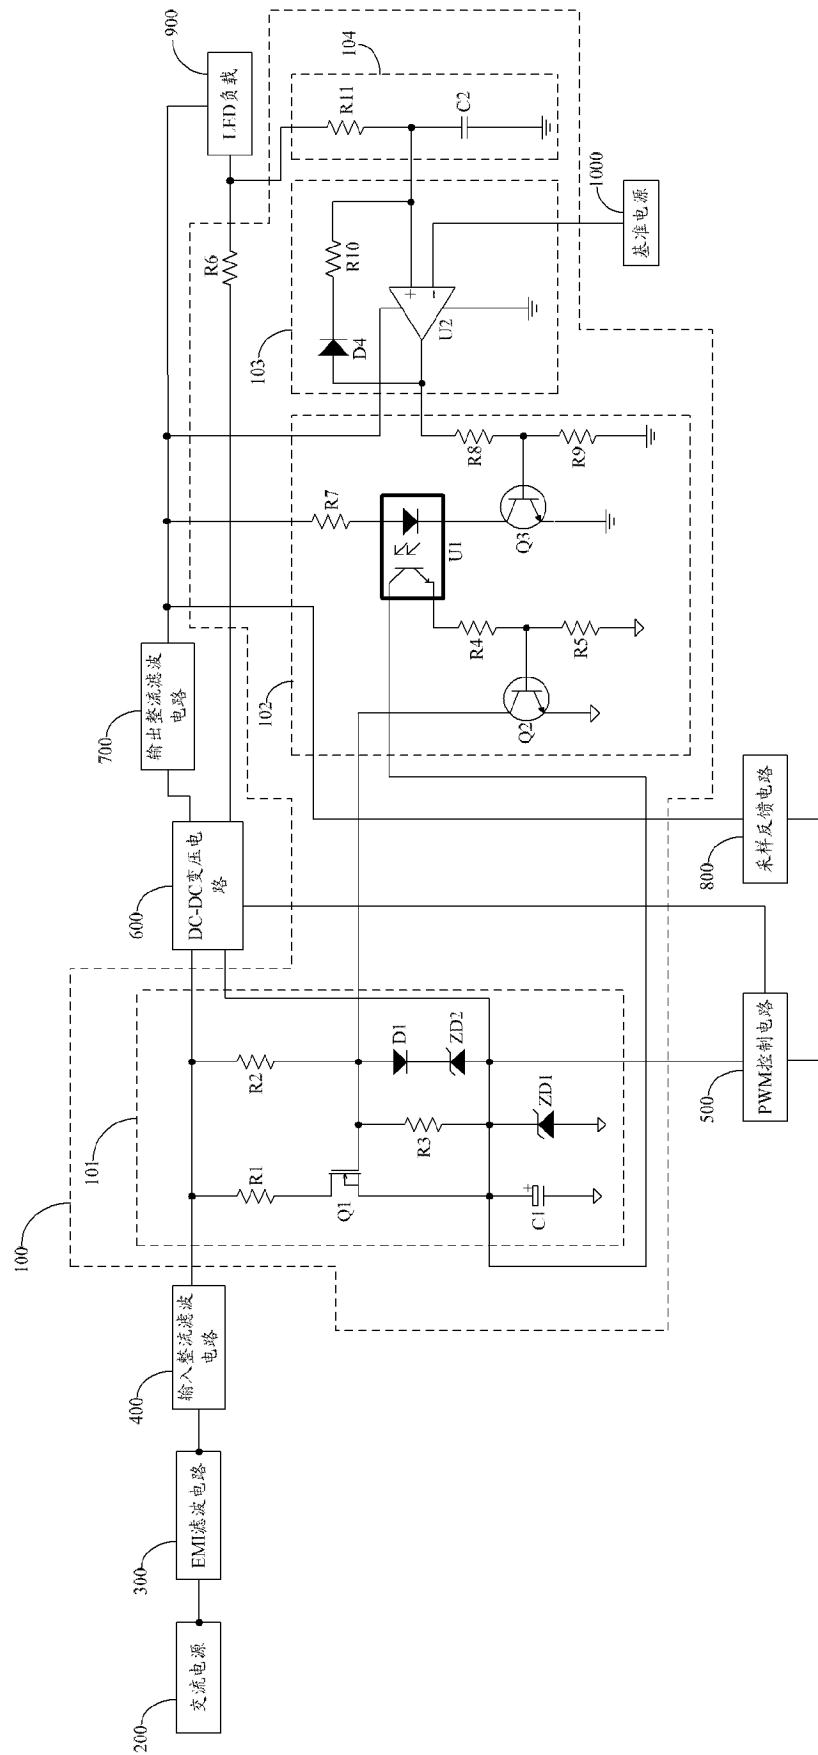 200
交流电源
300
EMI滤波电路
400
输入整流滤波
电路
100
101
R1
R2
Q1
R3
D1
ZD2
ZD1
C1
+
500
PWM控制电路
600
DC-DC变压电
路
700
输出整流滤波
电路
800
采样反馈电路
102
Q2
R4
R5
U1
R7
Q3
R8
R9
103
D4
R10
U2
+
-
R6
104
R11
C2
900
LED负载
1000
基准电源